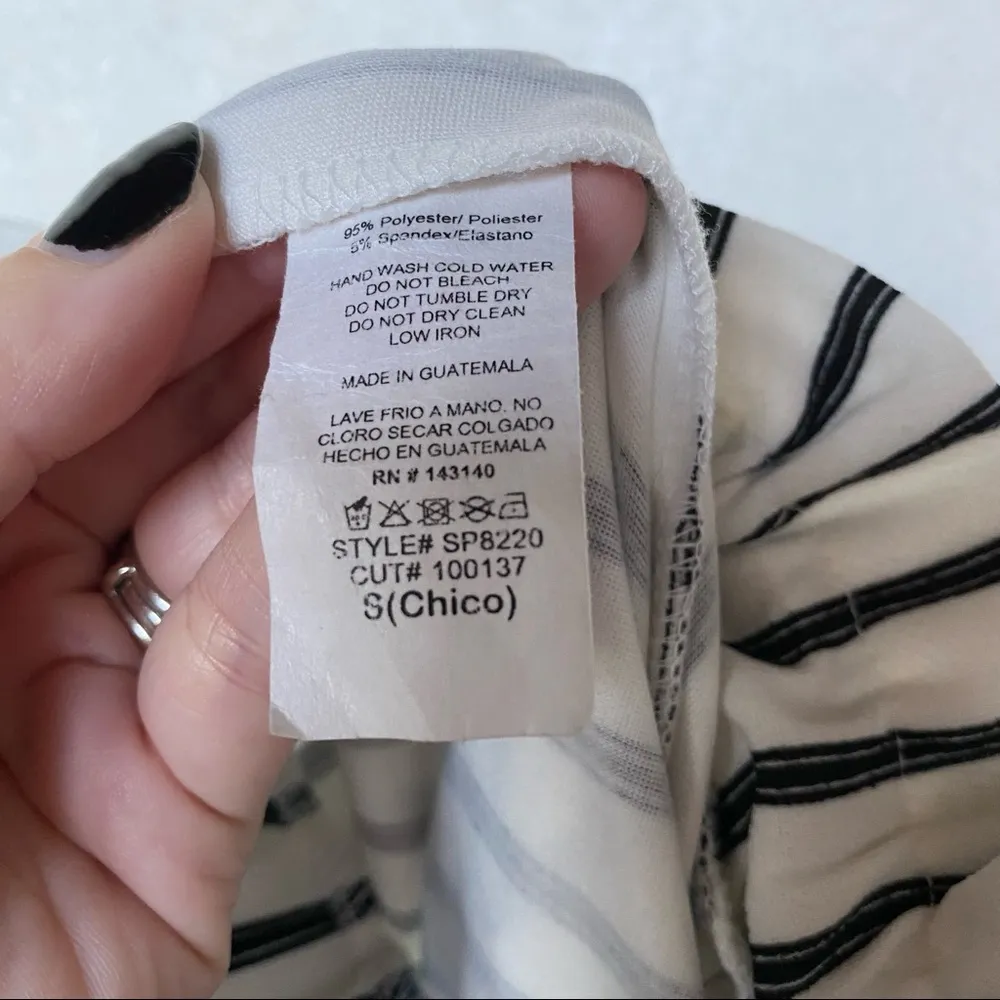 95% Polyester/ Poliester
5% Spandex/Elastano
HAND WASH COLD WATER
DO NOT BLEACH
DO NOT TUMBLE DRY
DO NOT DRY CLEAN
LOW IRON
MADE IN GUATEMALA
LAVE FRIO A MANO. NO
CLORO SECAR COLGADO
HECHO EN GUATEMALA
RN # 143140
STYLE# SP8220
CUT# 100137
S(Chico)